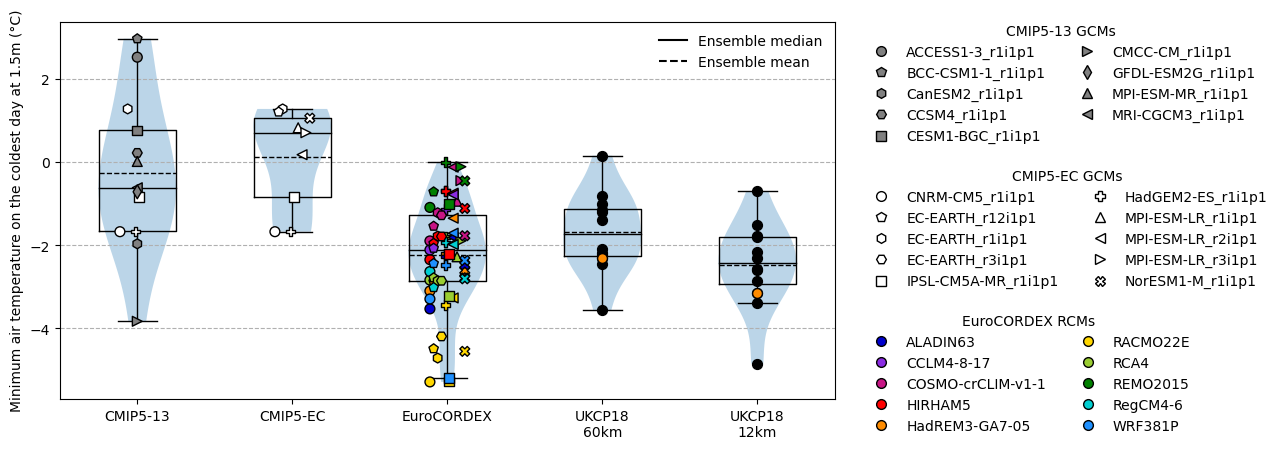 Minimum air temperature on the coldest day at 1.5m (°C)
2
0
−2
−4
CMIP5-13
CMIP5-EC
EuroCORDEX
UKCP18
60km
UKCP18
12km
Ensemble median
Ensemble mean
CMIP5-13 GCMs
ACCESS1-3_r1i1p1
BCC-CSM1-1_r1i1p1
CanESM2_r1i1p1
CCSM4_r1i1p1
CESM1-BGC_r1i1p1
CMCC-CM_r1i1p1
GFDL-ESM2G_r1i1p1
MPI-ESM-MR_r1i1p1
MRI-CGCM3_r1i1p1
CMIP5-EC GCMs
CNRM-CM5_r1i1p1
EC-EARTH_r12i1p1
EC-EARTH_r1i1p1
EC-EARTH_r3i1p1
IPSL-CM5A-MR_r1i1p1
HadGEM2-ES_r1i1p1
MPI-ESM-LR_r1i1p1
MPI-ESM-LR_r2i1p1
MPI-ESM-LR_r3i1p1
NorESM1-M_r1i1p1
EuroCORDEX RCMs
ALADIN63
CCLM4-8-17
COSMO-crCLIM-v1-1
HIRHAM5
HadREM3-GA7-05
RACMO22E
RCA4
REMO2015
RegCM4-6
WRF381P